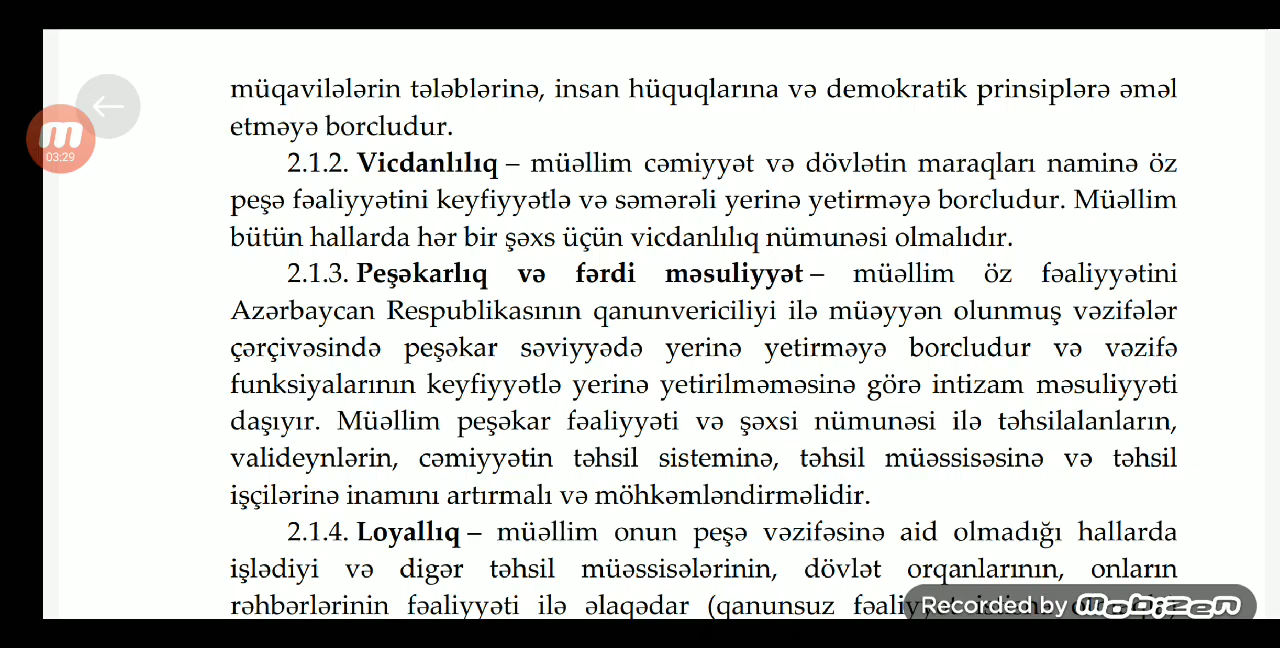 müqavilələrin tələblərinə, insan hüquqlarına və demokratik prinsiplərə əməl
etməyə borcludur.
03:29
2.1.2. Vicdanlılıq – müəllim cəmiyyət və dövlətin maraqları naminə öz
peşə fəaliyyətini keyfiyyətlə və səmərəli yerinə yetirməyə borcludur. Müəllim
bütün hallarda hər bir şəxs üçün vicdanlılıq nümunəsi olmalıdır.
2.1.3. Peşəkarlıq və fərdi məsuliyyət – müəllim öz fəaliyyətini
Azərbaycan Respublikasının qanunvericiliyi ilə müəyyən olunmuş vəzifələr
çərçivəsində peşəkar səviyyədə yerinə yetirməyə borcludur və vəzifə
funksiyalarının keyfiyyətlə yerinə yetirilməməsinə görə intizam məsuliyyəti
daşıyır. Müəllim peşəkar fəaliyyəti və şəxsi nümunəsi ilə təhsilalanların,
valideynlərin, cəmiyyətin təhsil sisteminə, təhsil müəssisəsinə və təhsil
işçilərinə inamını artırmalı və möhkəmləndirməlidir.
2.1.4. Loyallıq – müəllim onun peşə vəzifəsinə aid olmadığı hallarda
işlədiyi və digər təhsil müəssisələrinin, dövlət orqanlarının, onların
rəhbərlərinin fəaliyyəti ilə əlaqədar (qanunsuz
Recorded by Mobizen